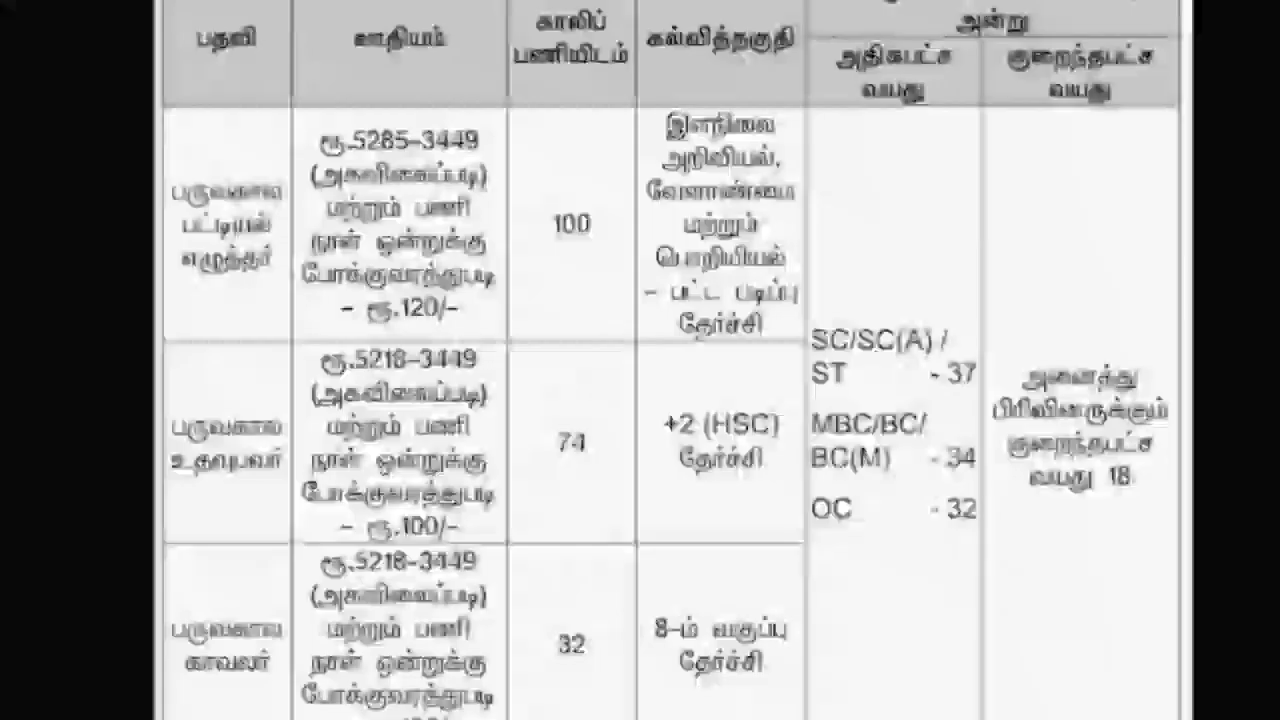 அன்று
பதவி
ஊதியம்
காலிப்
பணியிடம்
கல்வித்தகுதி
அதிகபட்ச
வயது
குறைந்தபட்ச
வயது
பருவகால
பட்டியல்
எழுத்தர்
ரூ.5285-3449
(அகவிலைப்படி)
மற்றும் பணி
நாள் ஒன்றுக்கு
போக்குவரத்துபடி
- ரூ.120/-
100
இளநிலை
அறிவியல்,
வேளாண்மை
மற்றும்
பொறியியல்
- பட்ட படிப்பு
தேர்ச்சி
SC/SC(A) /
ST - 37
MBC/BC/
BC(M) - 34
OC - 32
அனைத்து
பிரிவினருக்கும்
குறைந்தபட்ச
வயது 18
பருவகால
உதவுபவர்
ரூ.5218-3449
(அகவிலைப்படி)
மற்றும் பணி
நாள் ஒன்றுக்கு
போக்குவரத்துபடி
- ரூ.100/-
74
+2 (HSC)
தேர்ச்சி
பருவகால
காவலர்
ரூ.5218-3449
(அகவிலைப்படி)
மற்றும் பணி
நாள் ஒன்றுக்கு
போக்குவரத்துபடி
32
8-ம் வகுப்பு
தேர்ச்சி